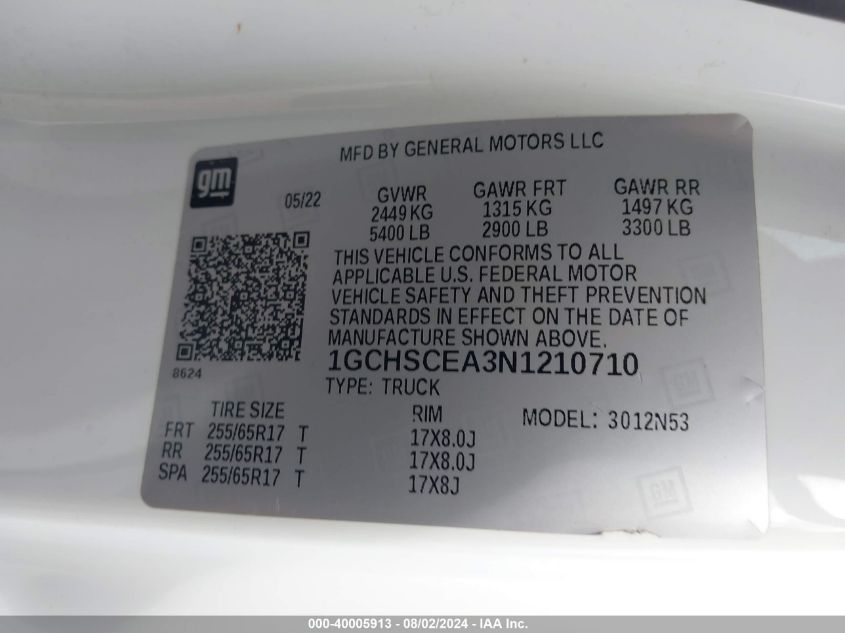 MFD BY GENERAL MOTORS LLC
gm
05/22
GVWR GAWR FRT GAWR RR
2449 KG 1315 KG 1497 KG
5400 LB 2900 LB 3300 LB
THIS VEHICLE CONFORMS TO ALL
APPLICABLE U.S. FEDERAL MOTOR
VEHICLE SAFETY AND THEFT PREVENTION
STANDARDS IN EFFECT ON THE DATE OF
MANUFACTURE SHOWN ABOVE.
8624
1GCHSCEA3N1210710
TYPE: TRUCK
TIRE SIZE RIM MODEL: 3012N53
FRT 255/65R17 T 17X8.0J
RR 255/65R17 T 17X8.0J
SPA 255/65R17 T 17X8J
000-40005913 - 08/02/2024 - IAA Inc.